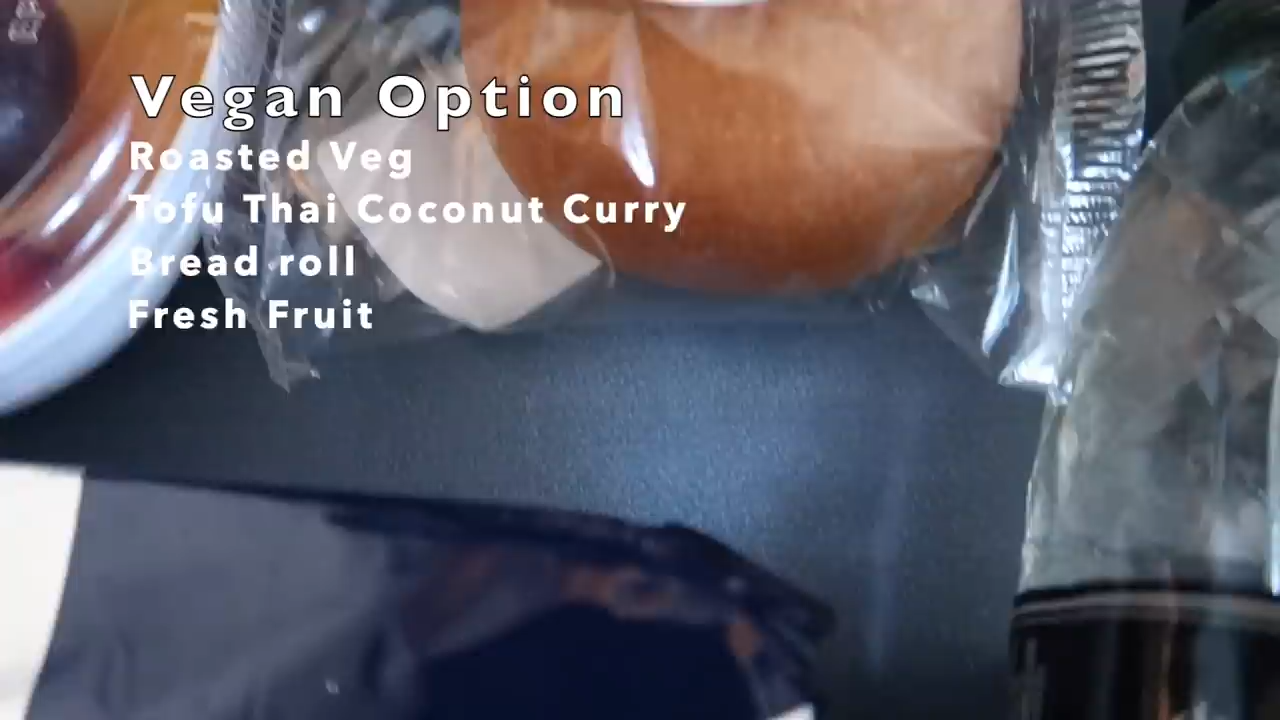 Vegan Option
Roasted Veg
Tofu Thai Coconut Curry
Bread roll
Fresh Fruit